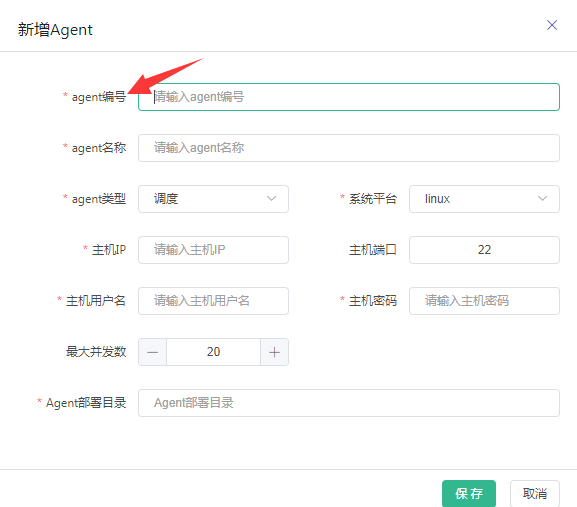 新增Agent
* agent编号 请输入agent编号
* agent名称 请输入agent名称
* agent类型 调度 * 系统平台 linux
* 主机IP 请输入主机IP 主机端口 22
* 主机用户名 请输入主机用户名 * 主机密码 请输入主机密码
最大并发数 20
* Agent部署目录 Agent部署目录
保存 取消